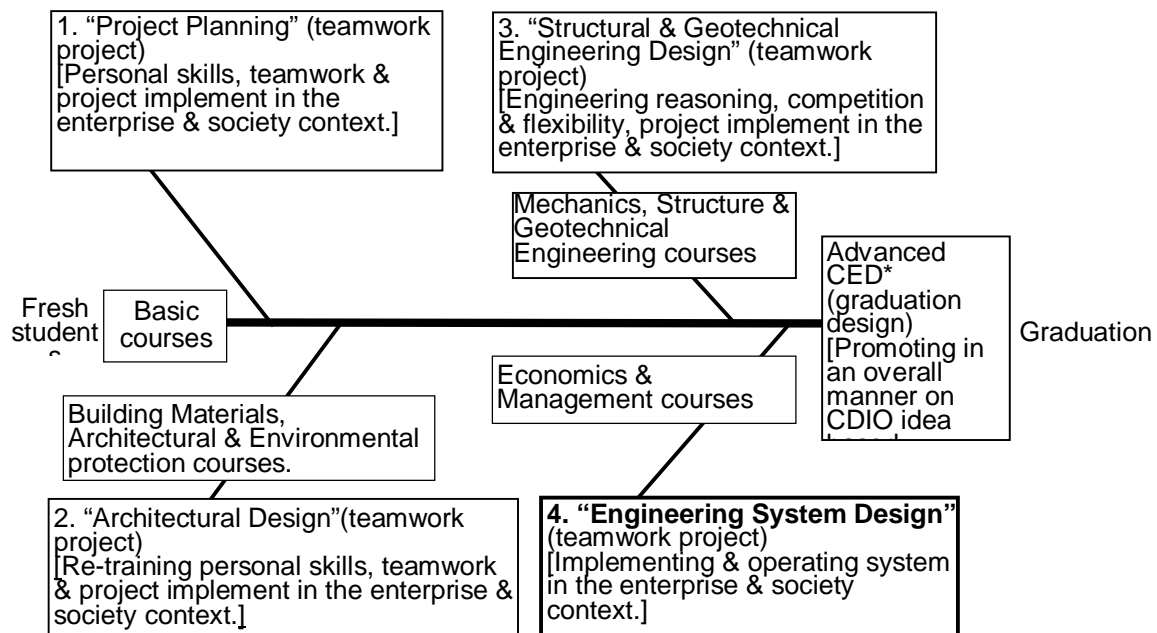 1. “Project Planning” (teamwork
project)
[Personal skills, teamwork &
project implement in the
enterprise & society context.]
3. “Structural & Geotechnical
Engineering Design” (teamwork
project)
[Engineering reasoning, competition
& flexibility, project implement in the
enterprise & society context.]
Mechanics, Structure &
Geotechnical
Engineering courses
Fresh
student
Basic
courses
Advanced
CED*
(graduation
design)
[Promoting in
an overall
manner on
CDIO idea
Graduation
Economics &
Management courses
Building Materials,
Architectural & Environmental
protection courses.
2. “Architectural Design”(teamwork
project)
[Re-training personal skills, teamwork
& project implement in the enterprise &
society context.]
4. “Engineering System Design”
(teamwork project)
[Implementing & operating system
in the enterprise & society
context.]